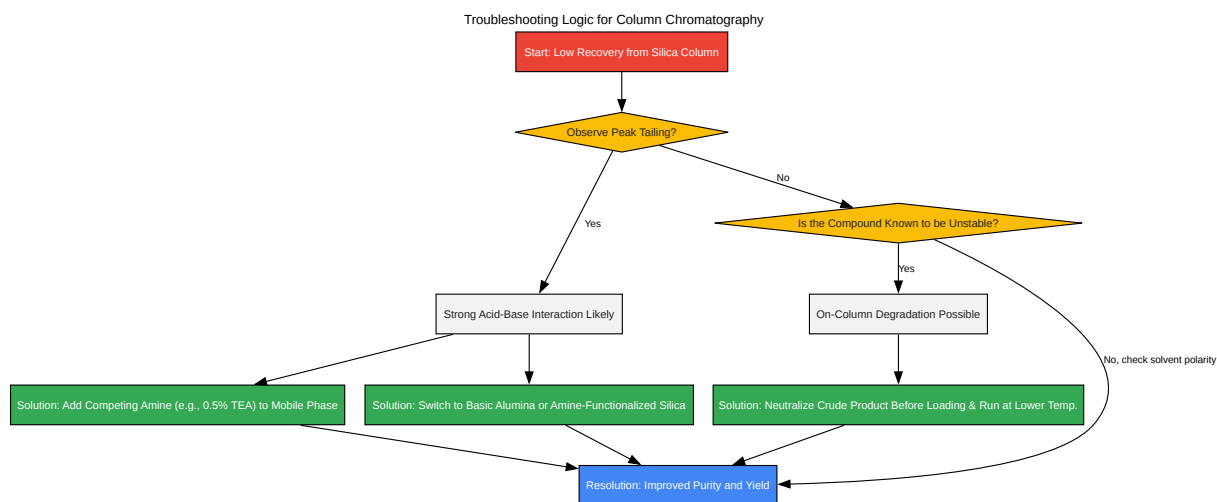 Troubleshooting Logic for Column Chromatography
Start: Low Recovery from Silica Column
Observe Peak Tailing?
No
Yes
Is the Compound Known to be Unstable?
Yes
Strong Acid-Base Interaction Likely
On-Column Degradation Possible
No, check solvent polarity
Solution: Add Competing Amine (e.g., 0.5% TEA) to Mobile Phase
Solution: Switch to Basic Alumina or Amine-Functionalized Silica
Solution: Neutralize Crude Product Before Loading & Run at Lower Temp.
Resolution: Improved Purity and Yield